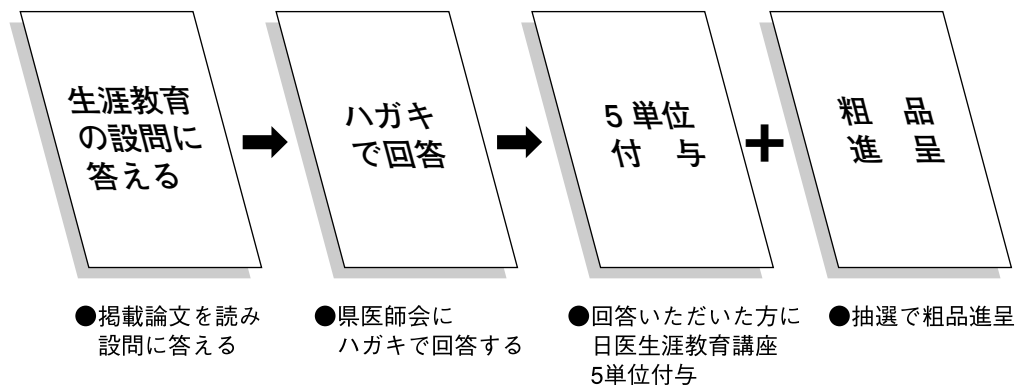 生涯教育
の設問に
答える
ハガキ
で回答
5単位
付　与
粗　品
進　呈
●掲載論文を読み
設問に答える
●県医師会に
ハガキで回答する
●回答いただいた方に
日医生涯教育講座
5単位付与
●抽選で粗品進呈